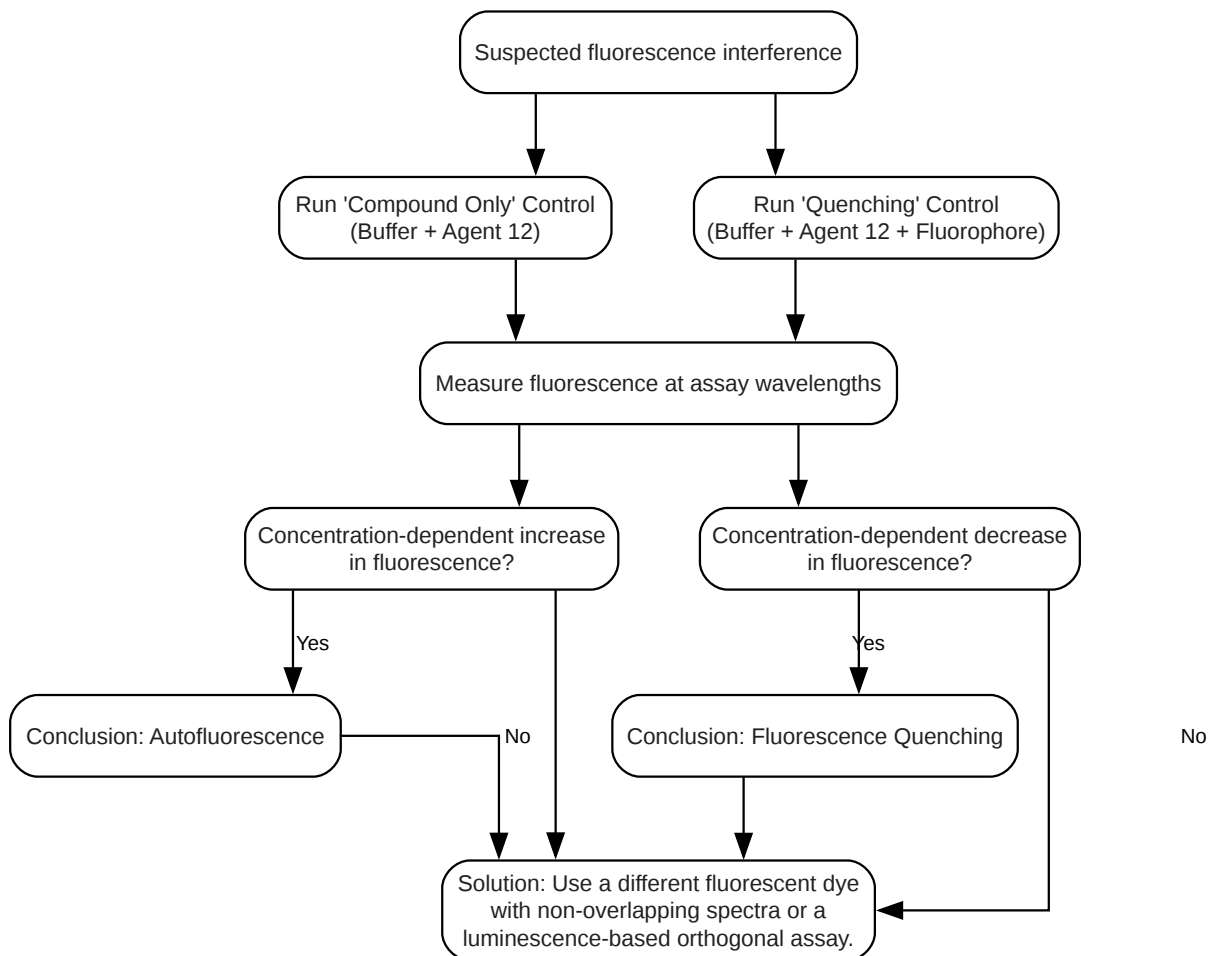 Suspected fluorescence interference
Run 'Compound Only' Control
(Buffer + Agent 12)
Run 'Quenching' Control
(Buffer + Agent 12 + Fluorophore)
Measure fluorescence at assay wavelengths
Concentration-dependent increase
in fluorescence?
Concentration-dependent decrease
in fluorescence?
Yes
Yes
Conclusion: Autofluorescence
No
Conclusion: Fluorescence Quenching
No
Solution: Use a different fluorescent dye
with non-overlapping spectra or a
luminescence-based orthogonal assay.